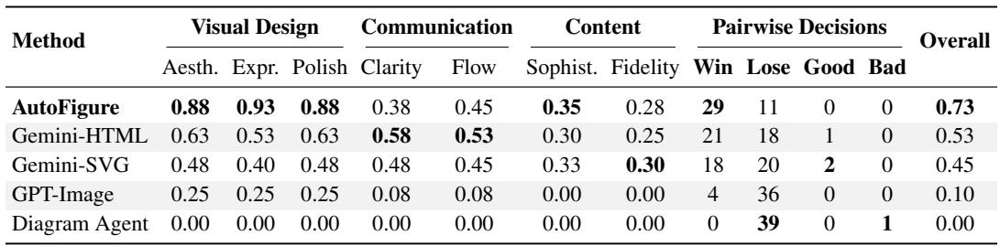 Method Visual Design Communication Content Pairwise Decisions Overall
Aesth. Expr. Polish Clarity Flow Sophist. Fidelity Win Lose Good Bad
AutoFigure 0.88 0.93 0.88 0.38 0.45 0.35 0.28 29 11 0 0 0.73
Gemini-HTML 0.63 0.53 0.63 0.58 0.53 0.30 0.25 21 18 1 0 0.53
Gemini-SVG 0.48 0.40 0.48 0.48 0.45 0.33 0.30 18 20 2 0 0.45
GPT-Image 0.25 0.25 0.25 0.08 0.08 0.00 0.00 4 36 0 0 0.10
Diagram Agent 0.00 0.00 0.00 0.00 0.00 0.00 0.00 0 39 0 1 0.00